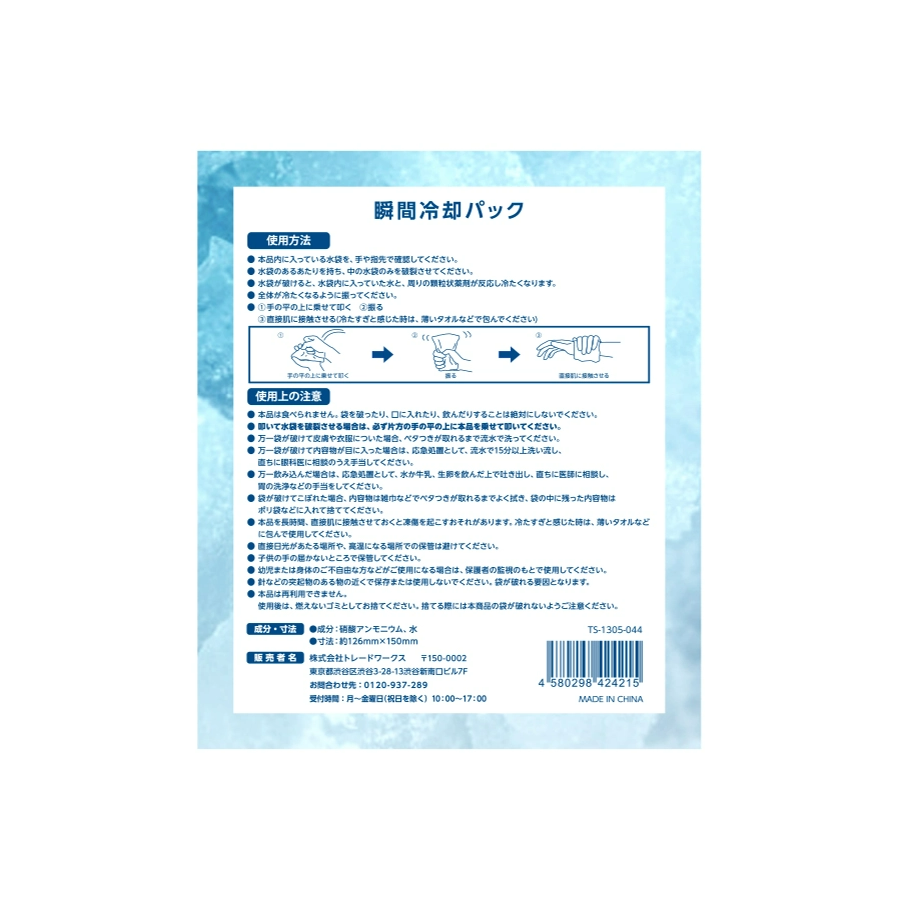 瞬間冷却パック
使用方法
● 本品内に入っている水袋を、手や指先で確認してください。
● 水袋のあるあたりを持ち、中の水袋のみを破裂させてください。
● 水袋が破けると、水袋内に入っていた水と、周りの顆粒状薬剤が反応し冷たくなります。
● 全体が冷たくなるように振ってください。
● ①手の平の上に乗せて叩く ②振る
③直接肌に接触させる(冷たすぎと感じた時は、薄いタオルなどで包んでください)
① ② ③
手の平の上に乗せて叩く 振る 直接肌に接触させる
使用上の注意
● 本品は食べられません。袋を破ったり、口に入れたり、飲んだりすることは絶対にしないでください。
● 叩いて水袋を破裂させる場合は、必ず片方の手の平の上に本品を乗せて叩いてください。
● 万一袋が破けて皮膚や衣服についた場合、ベタつきが取れるまで流水で洗ってください。
● 万一袋が破けて内容物が目に入った場合は、応急処置として、流水で15分以上洗い流し、
直ちに眼科医に相談のうえ手当してください。
● 万一飲み込んだ場合は、応急処置として、水か牛乳、生卵を飲んだ上で吐き出し、直ちに医師に相談し、
胃の洗浄などの手当をしてください。
● 袋が破けてこぼれた場合、内容物は雑巾などでベタつきが取れるまでよく拭き、袋の中に残った内容物は
ポリ袋などに入れて捨ててください。
● 本品を長時間、直接肌に接触させておくと凍傷を起こすおそれがあります。冷たすぎと感じた時は、薄いタオルなど
に包んで使用してください。
● 直接日光があたる場所や、高温になる場所での保管は避けてください。
● 子供の手の届かないところで保管してください。
● 幼児または身体のご不自由な方などがご使用になる場合は、保護者の監視のもとで使用してください。
● 針などの突起物のある物の近くで保存または使用しないでください。袋が破れる要因となります。
● 本品は再利用できません。
使用後は、燃えないゴミとしてお捨てください。捨てる際には本商品の袋が破れないようご注意ください。
成分・寸法 ●成分：硝酸アンモニウム、水 TS-1305-044
●寸法：約126mm×150mm
販売者名 株式会社トレードワークス 〒150-0002
東京都渋谷区渋谷3-28-13渋谷新南口ビル7F
お問合わせ先：0120-937-289
受付時間：月〜金曜日(祝日を除く) 10：00〜17：00
4 580298 424215
MADE IN CHINA